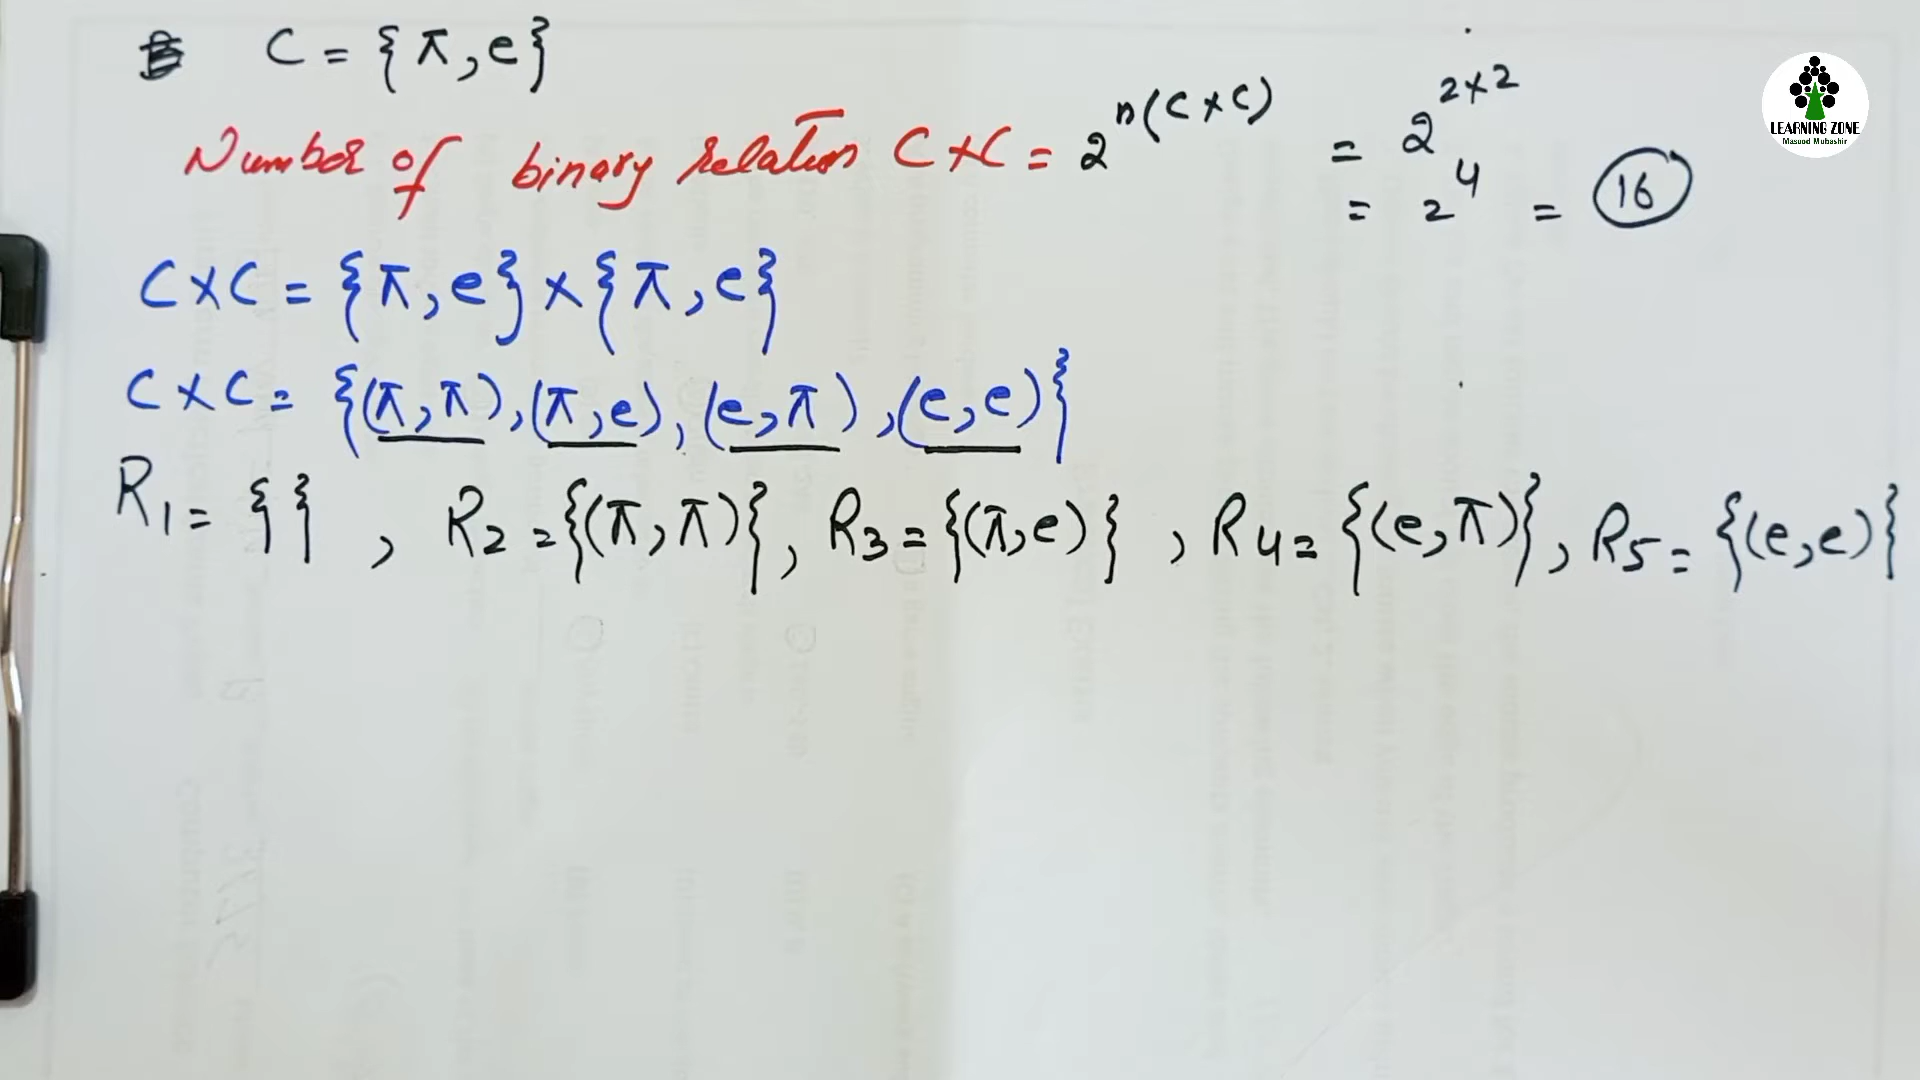 C = {π, e}
Number of binary relation C×C = 2^n(C×C) = 2^2×2
= 2^4 = 16
C×C = {π, e} × {π, e}
C×C = {(π, π), (π, e), (e, π), (e, e)}
R1 = { }, R2 = {(π, π)}, R3 = {(π, e)}, R4 = {(e, π)}, R5 = {(e, e)}
LEARNING ZONE
Masood Mubashir